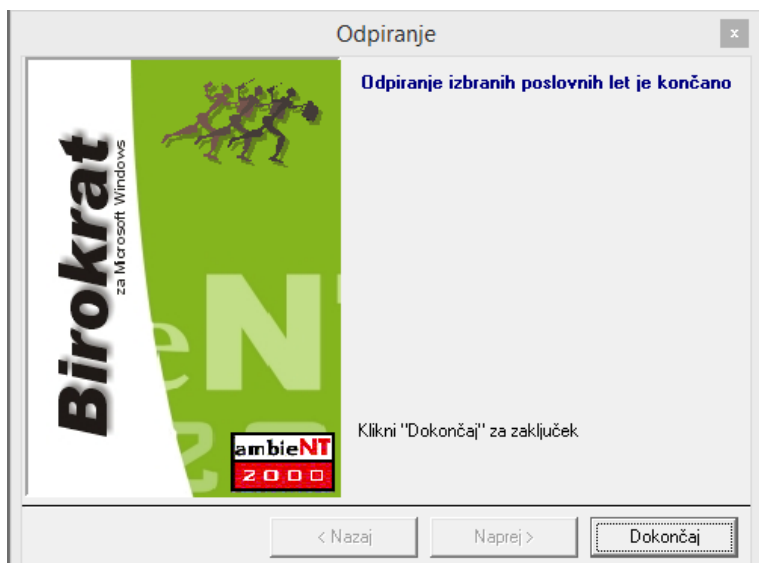 Odpiranje
x
Birokrat
za Microsoft Windows
eNT
ambieNT
2000
Odpiranje izbranih poslovnih let je končano
Klikni "Dokončaj" za zaključek
< Nazaj
Naprej >
Dokončaj